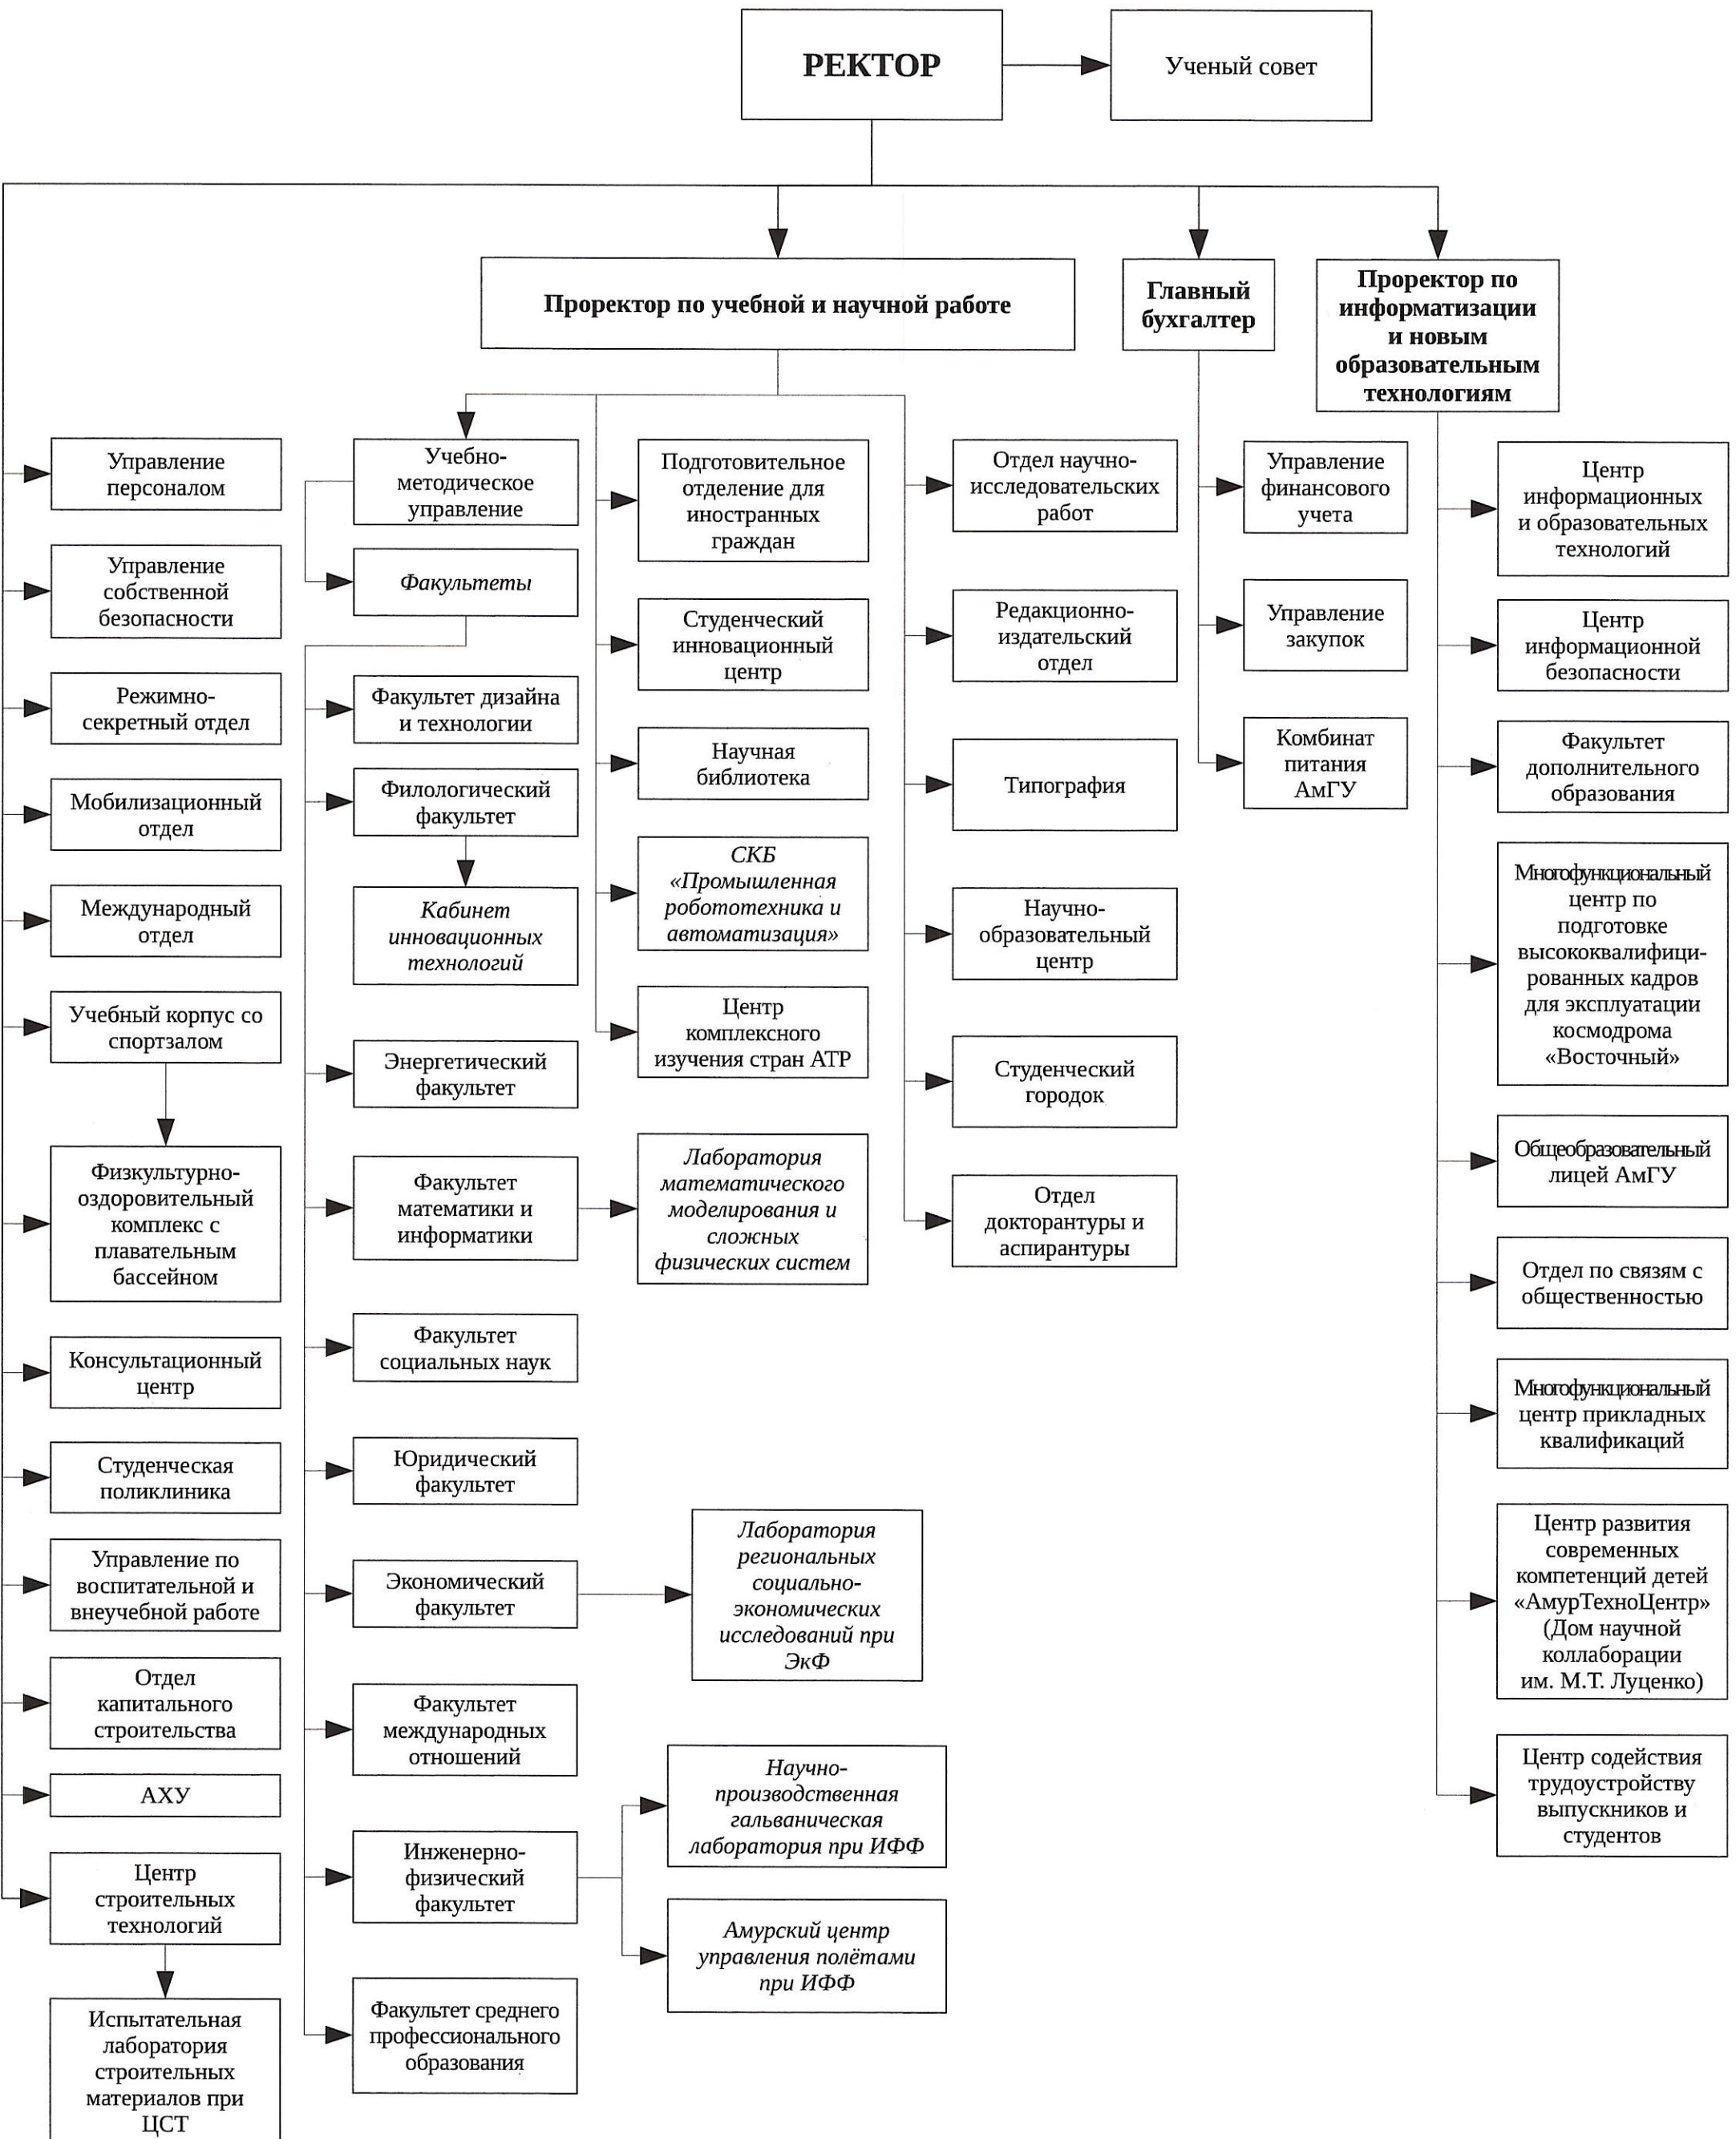 РЕКТОР
Ученый совет
Проректор по учебной и научной работе
Главный
бухгалтер
Проректор по
информатизации
и новым
образовательным
технологиям
Управление
персоналом
Управление
собственной
безопасности
Режимно-
секретный отдел
Мобилизационный
отдел
Международный
отдел
Учебный корпус со
спортзалом
Физкультурно-
оздоровительный
комплекс с
плавательным
бассейном
Консультационный
центр
Студенческая
поликлиника
Управление по
воспитательной и
внеучебной работе
Отдел
капитального
строительства
АХУ
Центр
строительных
технологий
Испытательная
лаборатория
строительных
материалов при
ЦСТ
Учебно-
методическое
управление
Факультеты
Факультет дизайна
и технологии
Филологический
факультет
Кабинет
инновационных
технологий
Энергетический
факультет
Факультет
математики и
информатики
Факультет
социальных наук
Юридический
факультет
Экономический
факультет
Факультет
международных
отношений
Инженерно-
физический
факультет
Факультет среднего
профессионального
образования
Подготовительное
отделение для
иностранных
граждан
Студенческий
инновационный
центр
Научная
библиотека
СКБ
«Промышленная
робототехника и
автоматизация»
Центр
комплексного
изучения стран АТР
Лаборатория
математического
моделирования и
сложных
физических систем
Лаборатория
региональных
социально-
экономических
исследований при
ЭкФ
Научно-
производственная
гальваническая
лаборатория при ИФФ
Амурский центр
управления полётами
при ИФФ
Отдел научно-
исследовательских
работ
Редакционно-
издательский
отдел
Типография
Научно-
образовательный
центр
Студенческий
городок
Отдел
докторантуры и
аспирантуры
Управление
финансового
учета
Управление
закупок
Комбинат
питания
АмГУ
Центр
информационных
и образовательных
технологий
Центр
информационной
безопасности
Факультет
дополнительного
образования
Многофункциональный
центр по
подготовке
высококвалифици-
рованных кадров
для эксплуатации
космодрома
«Восточный»
Общеобразовательный
лицей АмГУ
Отдел по связям с
общественностью
Многофункциональный
центр прикладных
квалификаций
Центр развития
современных
компетенций детей
«АмурТехноЦентр»
(Дом научной
коллаборации
им. М.Т. Луценко)
Центр содействия
трудоустройству
выпускников и
студентов